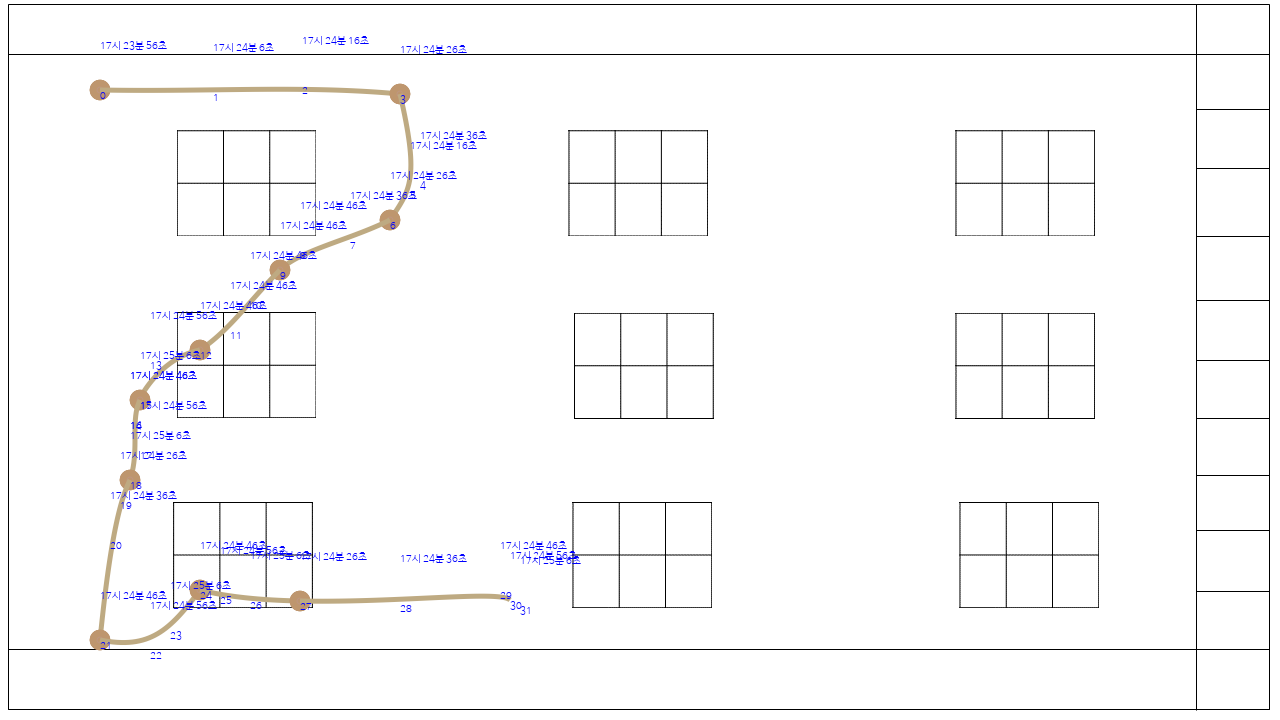 17시 23분 56초
17시 24분 6초
17시 24분 16초
17시 24분 26초
0
1
2
3
17시 24분 36초
17시 24분 16초
17시 24분 26초
4
17시 24분 36초
17시 24분 46초
6
17시 24분 46초
7
17시 24분 46초
9
17시 24분 46초
17시 24분 46초
17시 24분 56초
11
17시 25분 6초
12
13
17시 24분 46초
15
17시 24분 56초
16
17시 25분 6초
17시 24분 26초
18
17시 24분 36초
19
20
17시 24분 46초
17시 24분 56초
17시 25분 6초
17시 24분 26초
17시 24분 36초
17시 24분 46초
17시 24분 56초
17시 25분 6초
17시 25분 6초
17시 24분 46초
24
17시 24분 56초
25
26
27
28
29
30
31
23
21
22